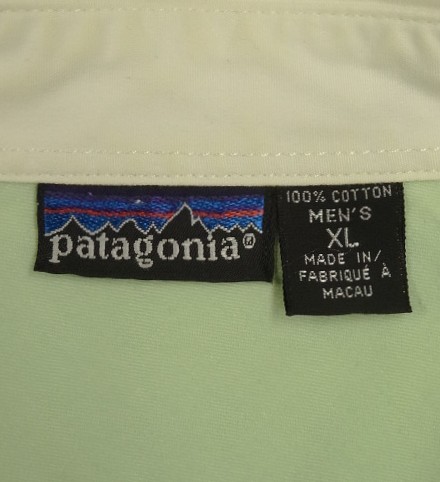 patagonia®
100% COTTON
MEN'S
XL
MADE IN/
FABRIQUÉ À
MACAU